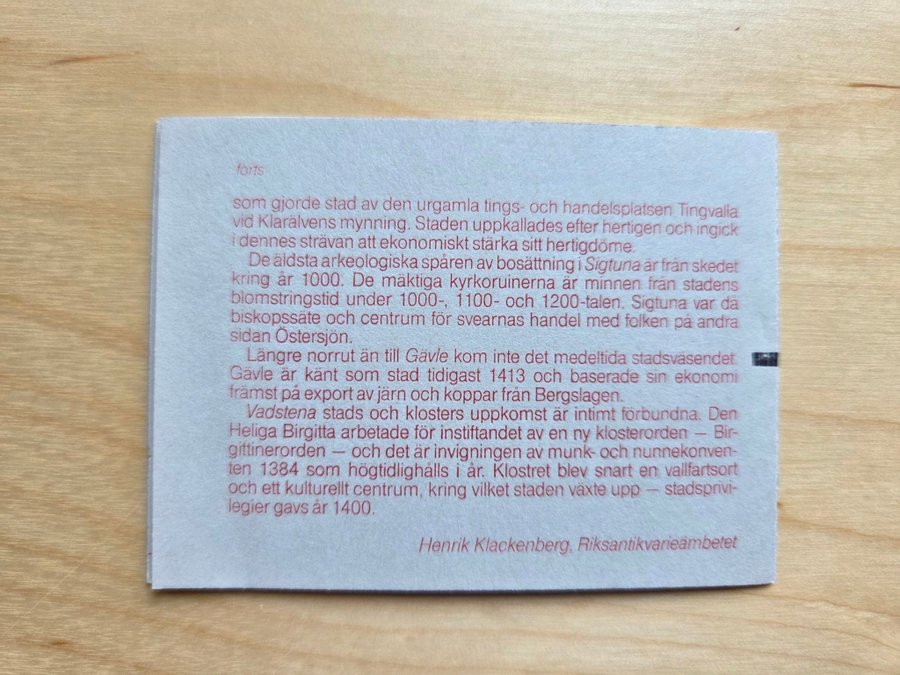 forts
som gjorde stad av den urgamla tings- och handelsplatsen Tingvalla
vid Klarälvens mynning. Staden uppkallades efter hertigen och ingick
i dennes strävan att ekonomiskt stärka sitt hertigdöme.
De äldsta arkeologiska spåren av bosättning i Sigtuna är från skedet
kring år 1000. De mäktiga kyrkoruinerna är minnen från stadens
blomstringstid under 1000-, 1100- och 1200-talen. Sigtuna var då
biskopssäte och centrum för svearnas handel med folken på andra
sidan Östersjön.
Längre norrut än till Gävle kom inte det medeltida stadsväsendet.
Gävle är känt som stad tidigast 1413 och baserade sin ekonomi
främst på export av järn och koppar från Bergslagen.
Vadstena stads och klosters uppkomst är intimt förbundna. Den
Heliga Birgitta arbetade för instiftandet av en ny klosterorden — Bir-
gittinerorden — och det är invigningen av munk- och nunnekonven-
ten 1384 som högtidlighålls i år. Klostret blev snart en vallfartsort
och ett kulturellt centrum, kring vilket staden växte upp — stadsprivi-
legier gavs år 1400.
Henrik Klackenberg, Riksantikvarieämbetet